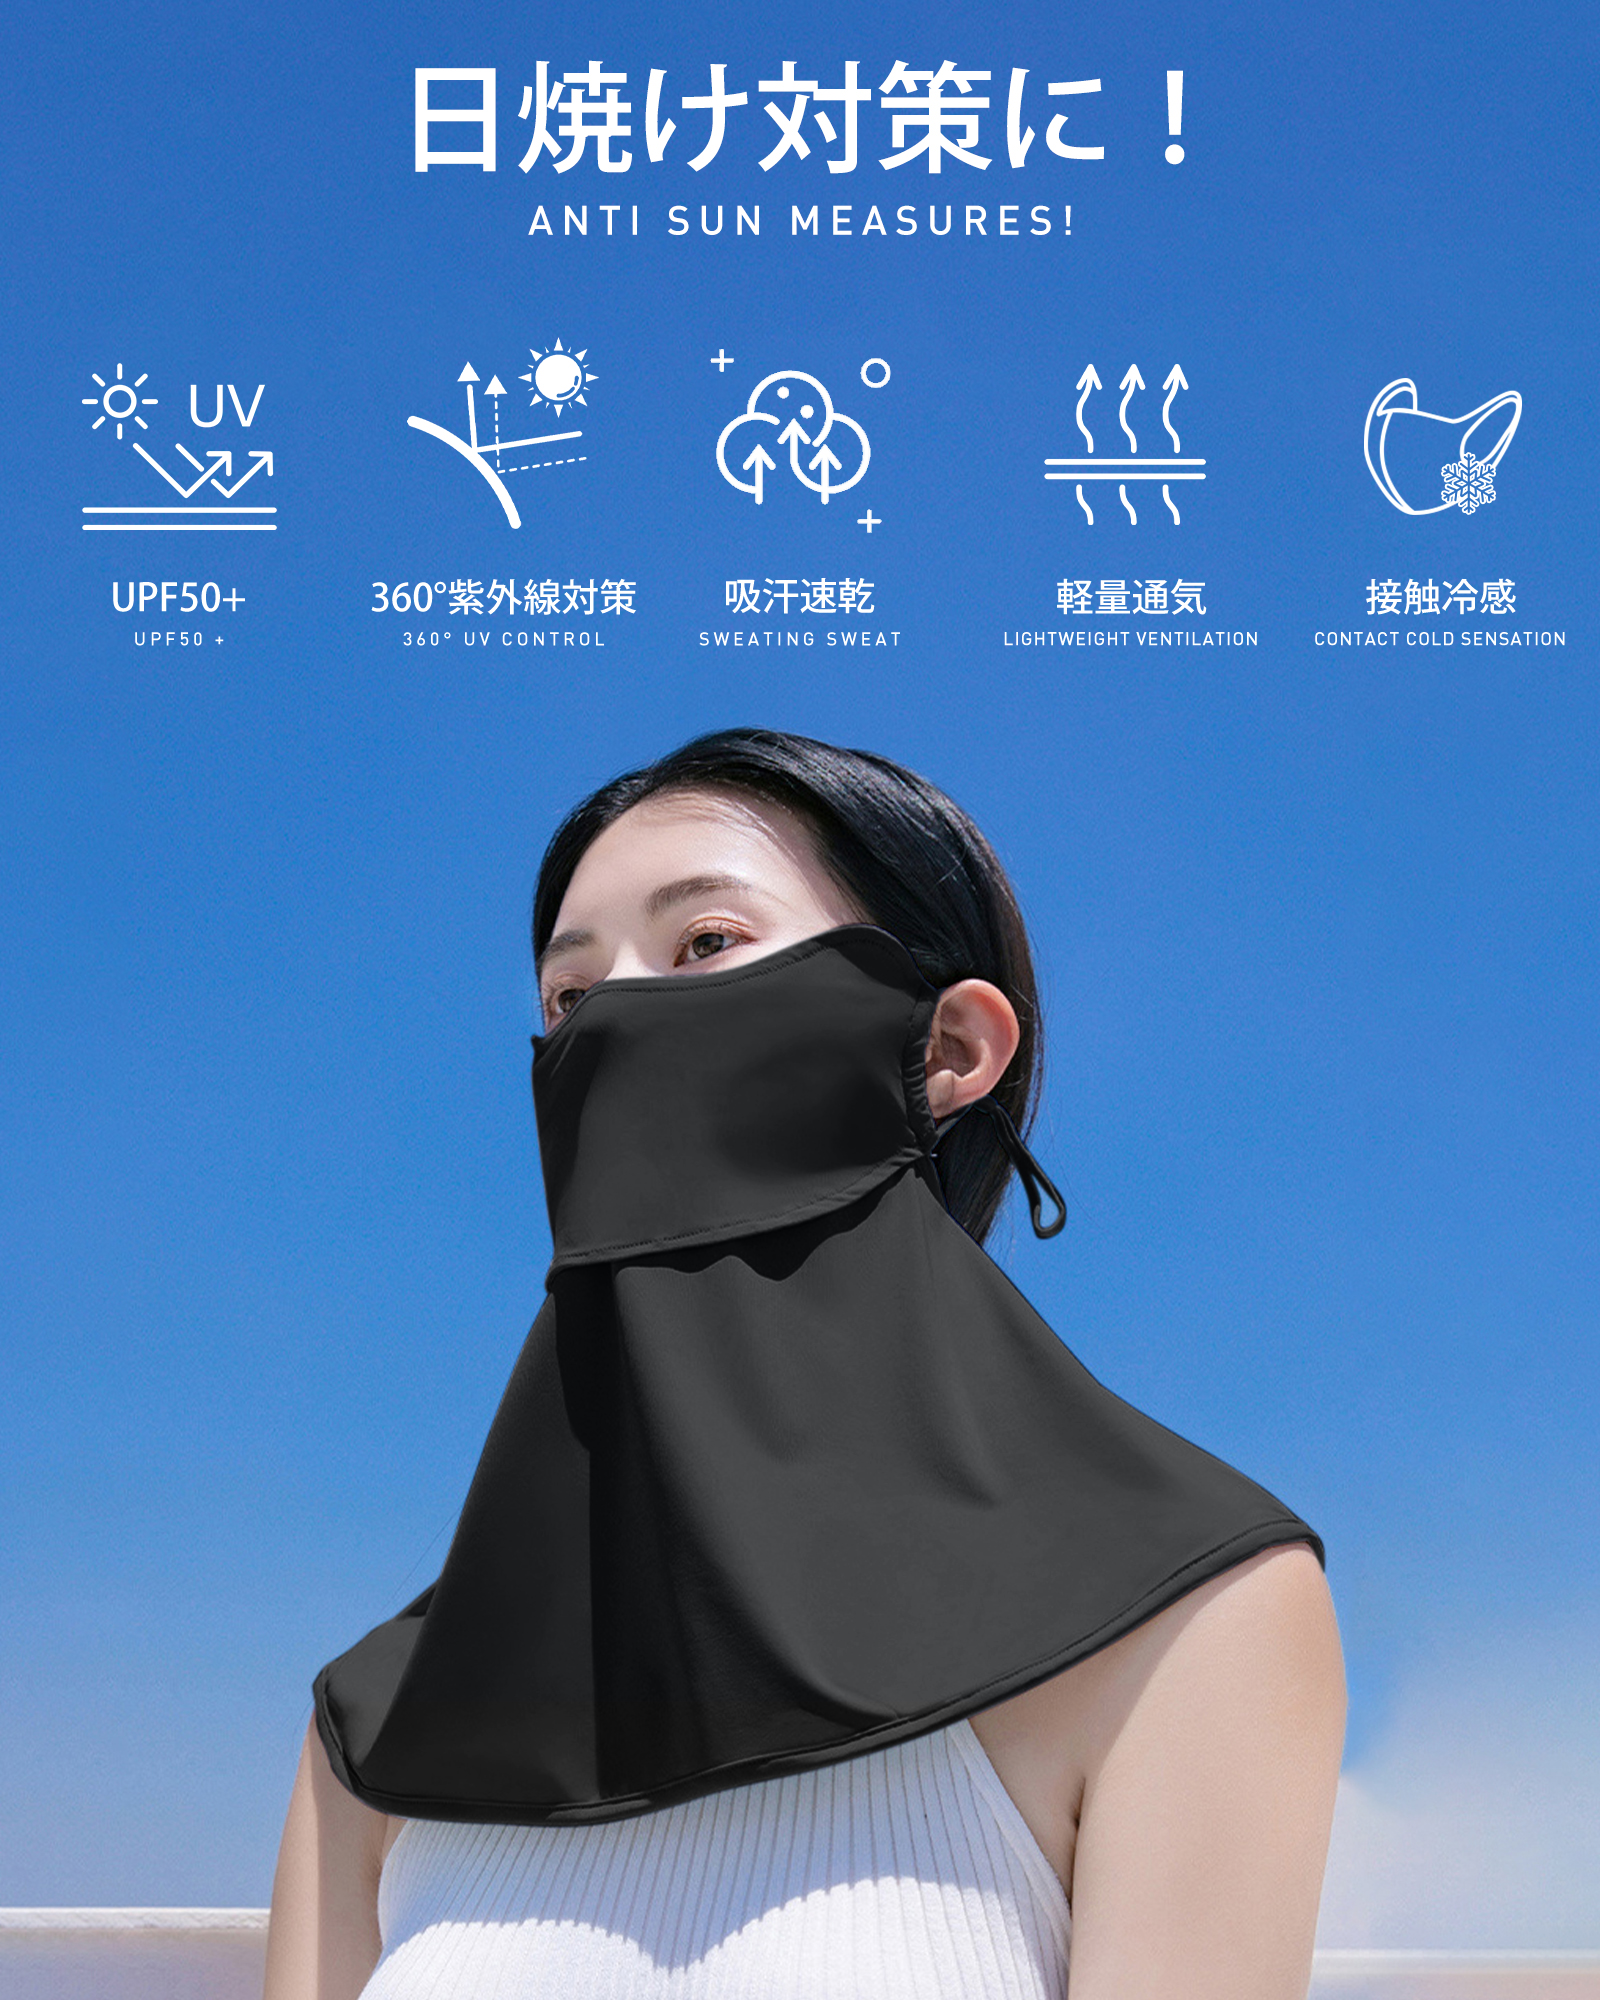 日焼け対策に！
ANTI SUN MEASURES!
UV
UPF50+
UPF50 +
360°紫外線対策
360° UV CONTROL
吸汗速乾
SWEATING SWEAT
軽量通気
LIGHTWEIGHT VENTILATION
接触冷感
CONTACT COLD SENSATION